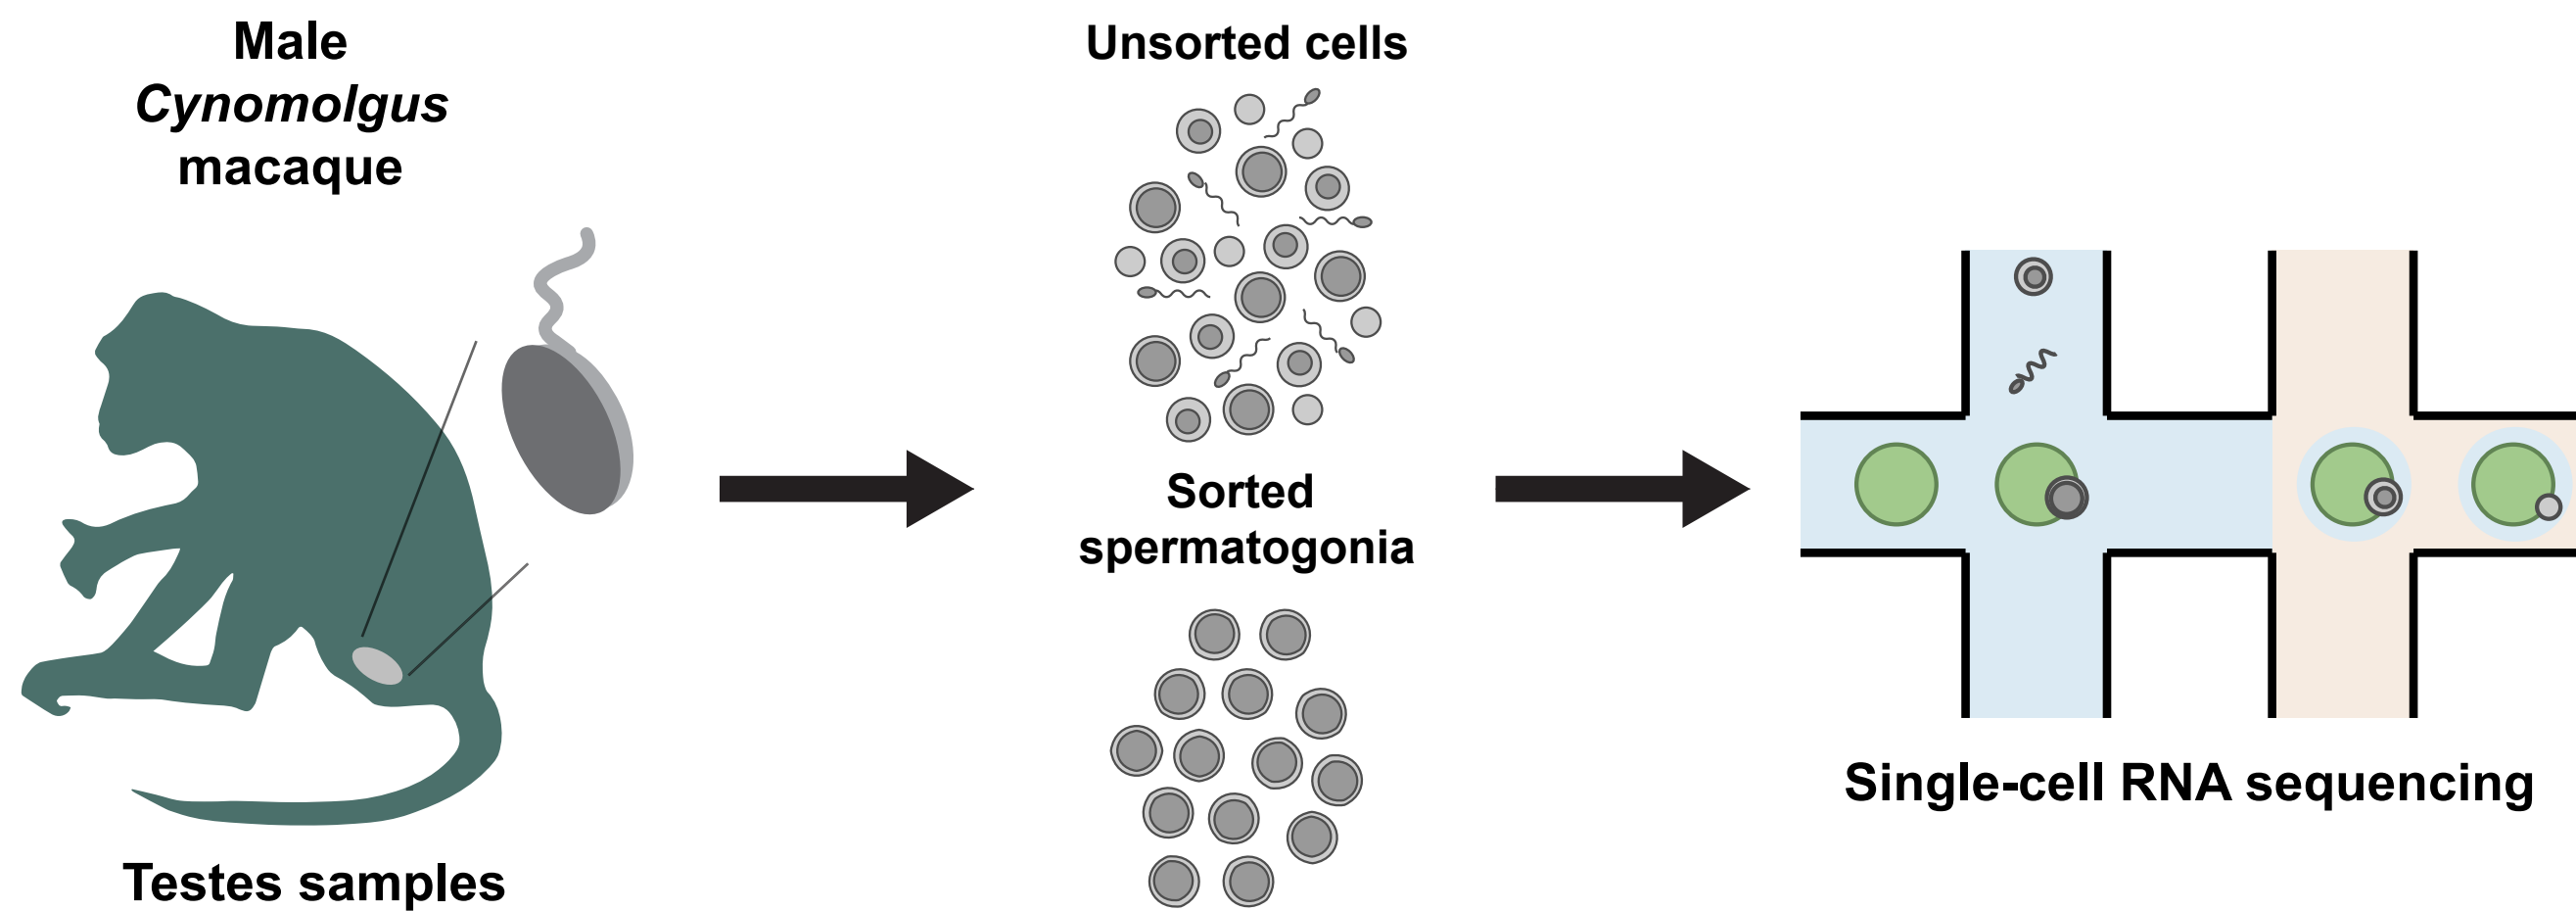 Male
Cynomolgus
macaque
Testes samples
Unsorted cells
Sorted
spermatogonia
Single-cell RNA sequencing